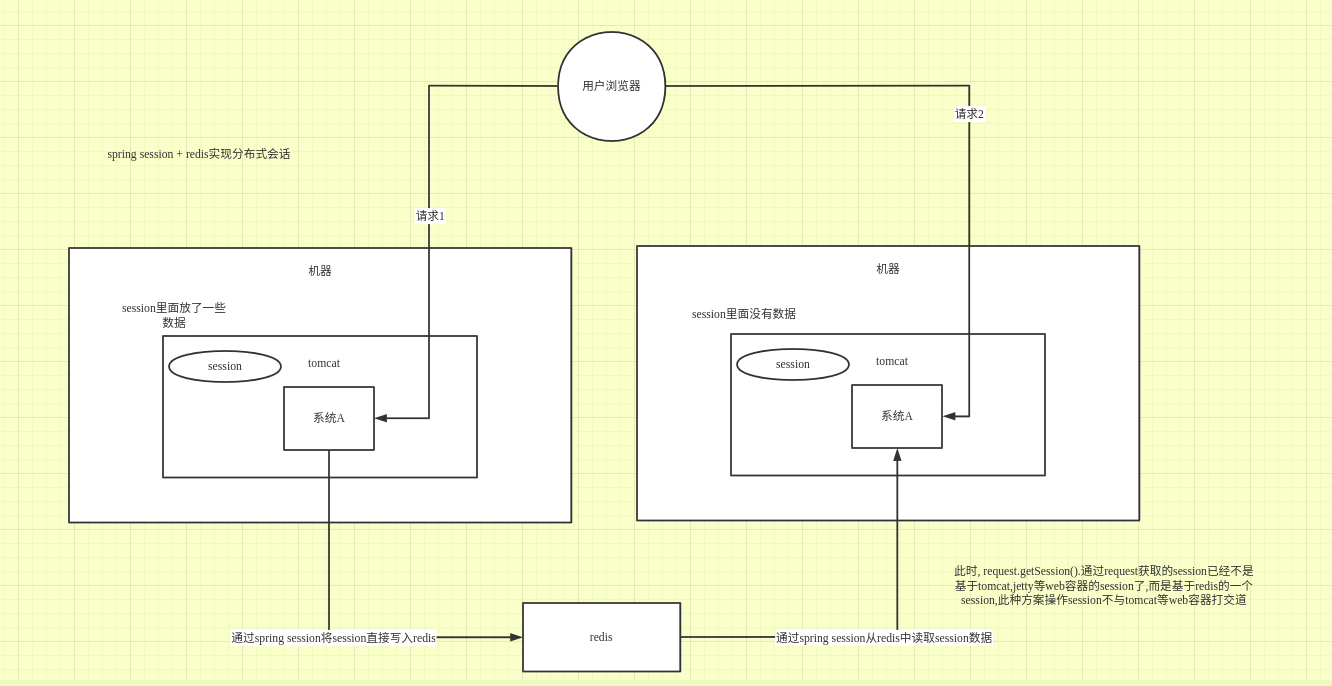 用户浏览器
请求2
spring session + redis实现分布式会话
请求1
机器
机器
session里面放了一些
数据
session里面没有数据
session
tomcat
session
tomcat
系统A
系统A
此时, request.getSession().通过request获取的session已经不是
基于tomcat,jetty等web容器的session了,而是基于redis的一个
session,此种方案操作session不与tomcat等web容器打交道
通过spring session将session直接写入redis
redis
通过spring session从redis中读取session数据